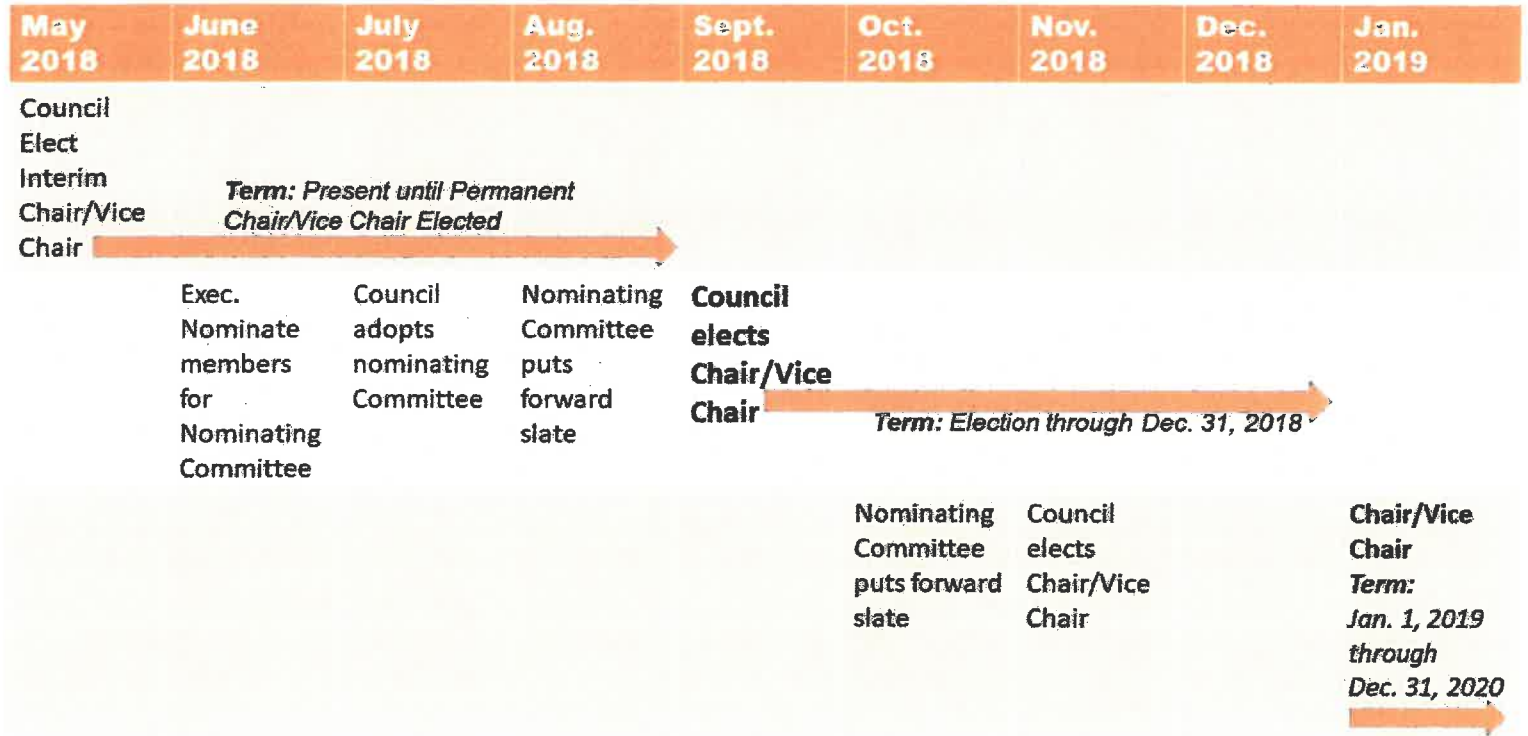 May 2018
June 2018
July 2018
Aug. 2018
Sept. 2018
Oct. 2018
Nov. 2018
Dec. 2018
Jan. 2019
Council
Elect
Interim
Chair/Vice
Chair
Term: Present until Permanent
Chair/Vice Chair Elected
Exec.
Nominate
members
for
Nominating
Committee
Council
adopts
nominating
Committee
Nominating
Committee
puts
forward
slate
Council
elects
Chair/Vice
Chair
Term: Election through Dec. 31, 2018
Nominating
Committee
puts forward
slate
Council
elects
Chair/Vice
Chair
Chair/Vice
Chair
Term:
Jan. 1, 2019
through
Dec. 31, 2020